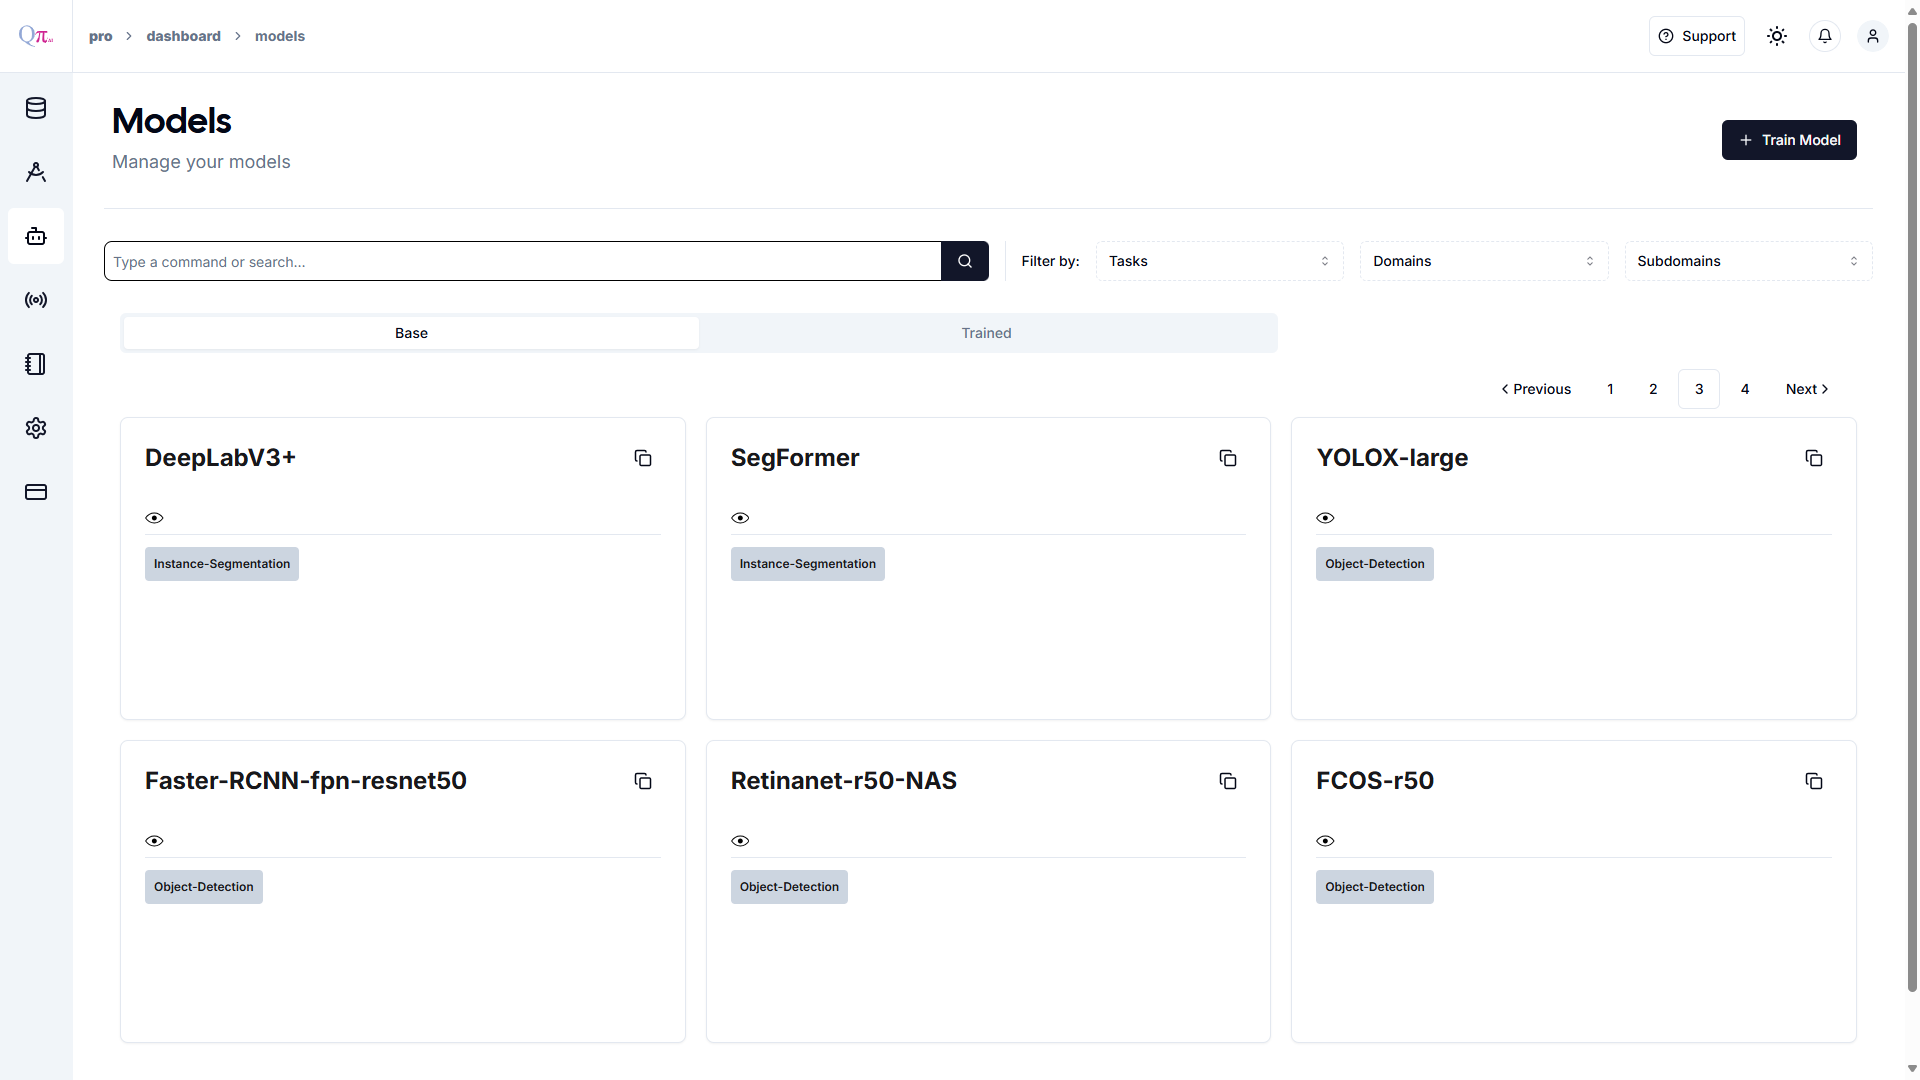 Qπ AI
pro > dashboard > models
Support
Models
Manage your models
Train Model
Type a command or search...
Filter by:
Tasks
Domains
Subdomains
Base
Trained
Previous
1
2
3
4
Next
DeepLabV3+
Instance-Segmentation
SegFormer
Instance-Segmentation
YOLOX-large
Object-Detection
Faster-RCNN-fpn-resnet50
Object-Detection
Retinanet-r50-NAS
Object-Detection
FCOS-r50
Object-Detection